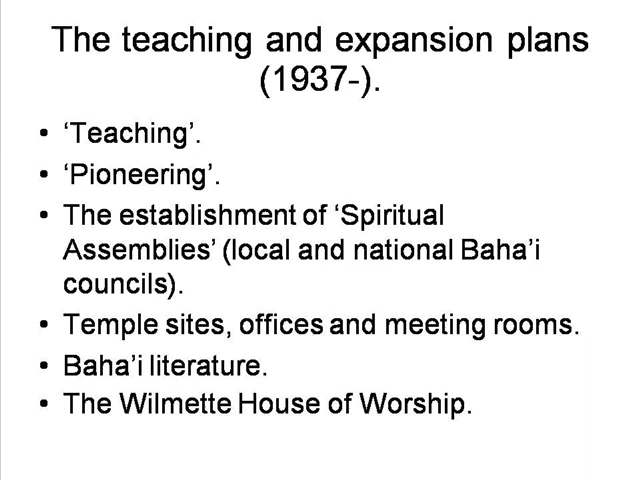 The teaching and expansion plans
(1937-).
• ‘Teaching’.
• ‘Pioneering’.
• The establishment of ‘Spiritual
Assemblies’ (local and national Baha’i
councils).
• Temple sites, offices and meeting rooms.
• Baha’i literature.
• The Wilmette House of Worship.